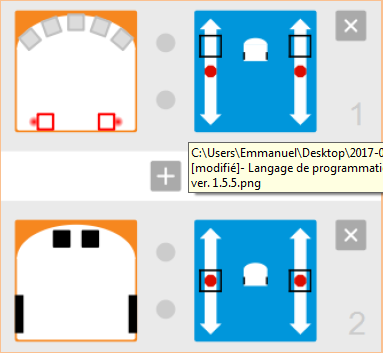 1
C:\Users\Emmanuel\Desktop\2017-0
[modifié]- Langage de programmati
ver. 1.5.5.png
2